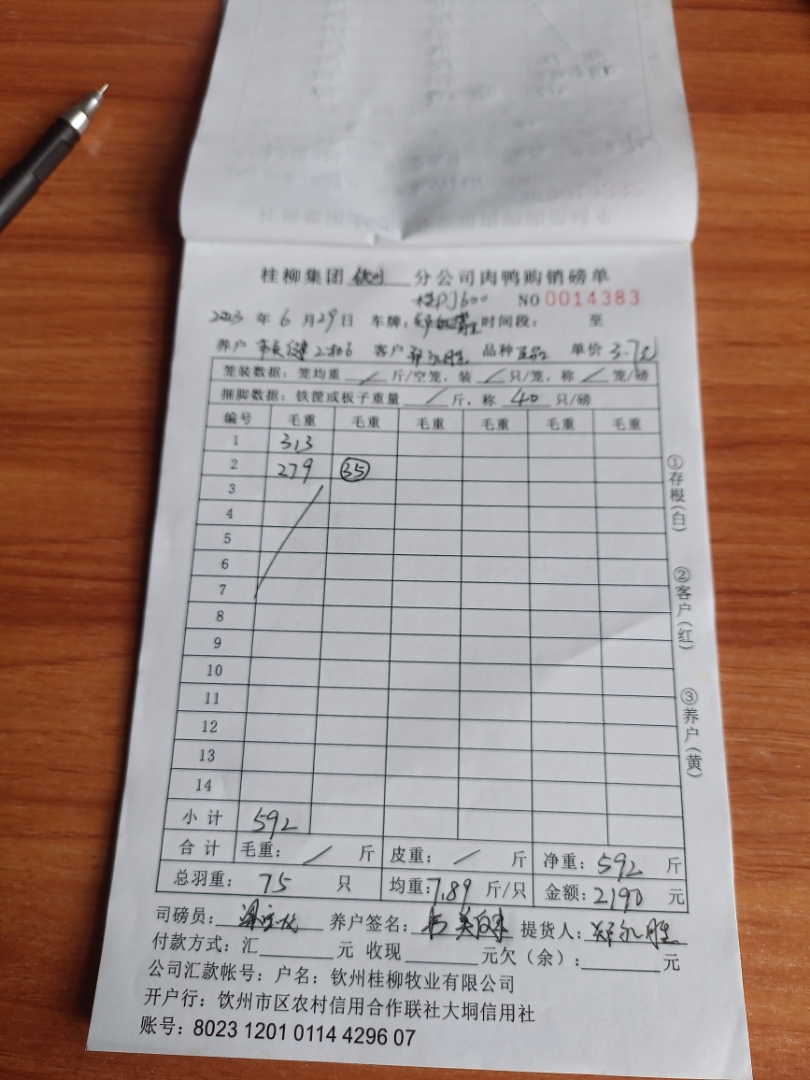 桂柳集团 钦州 分公司肉鸭购销磅单
NO 0014383
2023 年 6 月 29 日 车牌: 时间段: 至
养户 客户 郑永胜 品种 正品 单价 3.7元
笼装数据: 笼均重 / 斤/空笼, 装 / 只/笼, 称 / 笼/磅
捆脚数据: 铁筐或板子重量 / 斤, 称 40 只/磅
编号 毛重 毛重 毛重 毛重 毛重 毛重
1 313
2 279 35
3
4
5
6
7
8
9
10
11
12
13
14
小计 592
合计 毛重: / 斤 皮重: / 斤 净重: 592 斤
总羽重: 75 只 均重: 7.89 斤/只 金额: 2190 元
司磅员: 养户签名: 提货人: 郑永胜
付款方式: 汇 元 收现 元欠(余): 元
公司汇款帐号: 户名: 钦州桂柳牧业有限公司
开户行: 钦州市区农村信用合作联社大垌信用社
账号: 8023 1201 0114 4296 07
①存根(白)
②客户(红)
③养户(黄)